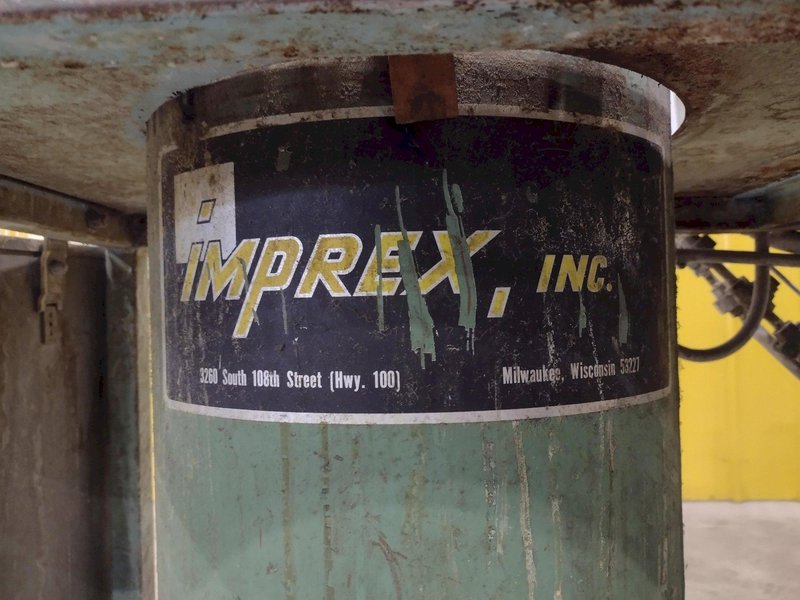 iMPREX, INC.
3260 South 108th Street (Hwy. 100) Milwaukee, Wisconsin 53227